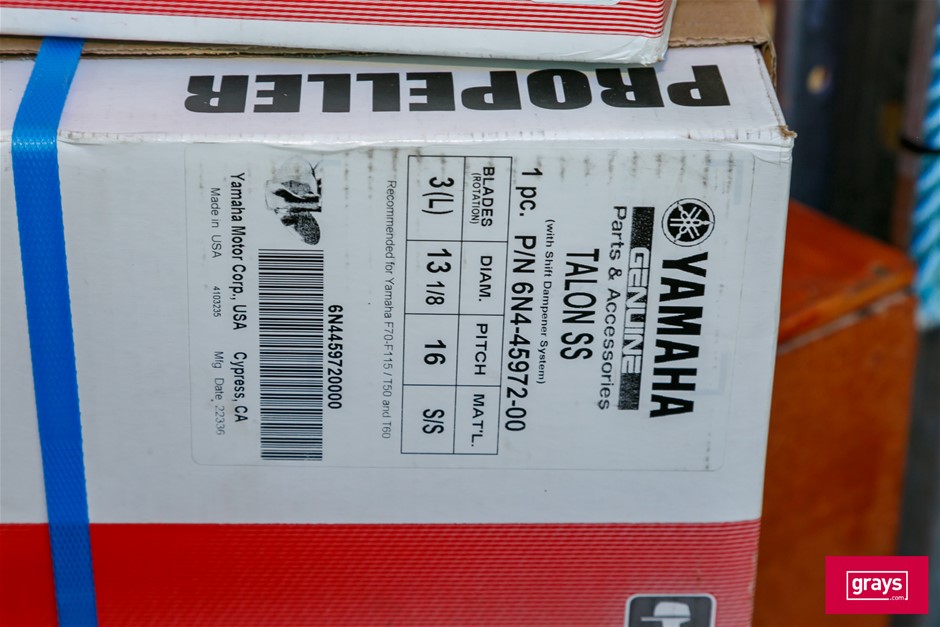 PROPELLER
YAMAHA
GENUINE
Parts & Accessories
TALON SS
(with Shift Dampener System)
1 pc. P/N 6N4-45972-00
BLADES (ROTATION) DIAM. PITCH MAT'L.
3(L) 13 1/8 16 S/S
Recommended for Yamaha F70-F115 / T50 and T60
6N4459720000
Yamaha Motor Corp., USA Cypress, CA
Made in USA 4103235 Mfg Date 22336
grays
.com